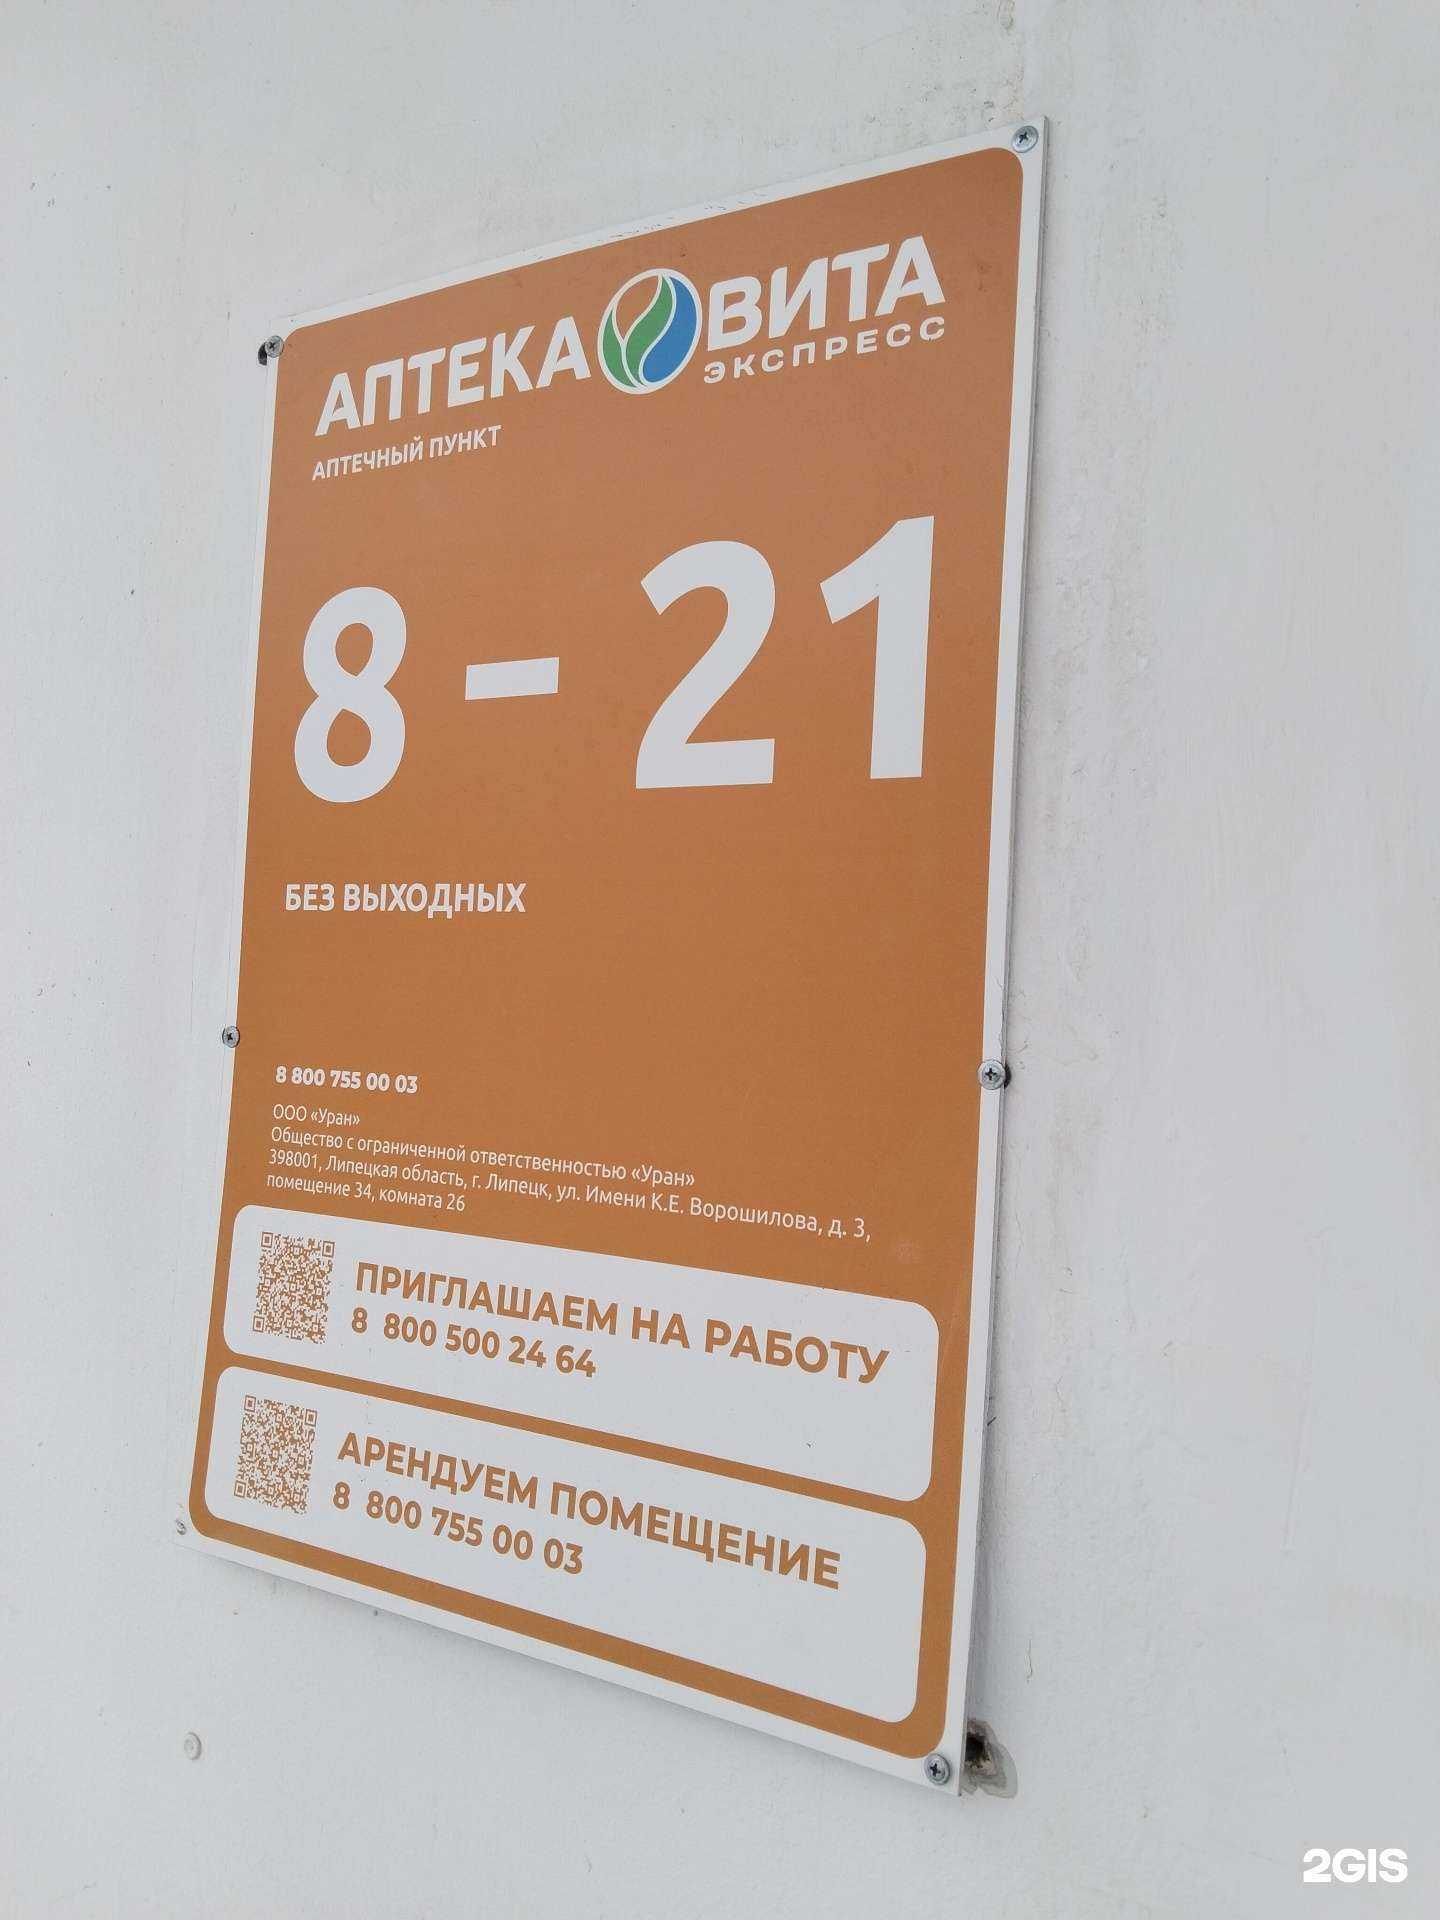 АПТЕКА ВИТА
ЭКСПРЕСС
АПТЕЧНЫЙ ПУНКТ
8 – 21
БЕЗ ВЫХОДНЫХ
8 800 755 00 03
ООО «Уран»
Общество с ограниченной ответственностью «Уран»
398001, Липецкая область, г. Липецк, ул. Имени К.Е. Ворошилова, д. 3,
помещение 34, комната 26
ПРИГЛАШАЕМ НА РАБОТУ
8 800 500 24 64
АРЕНДУЕМ ПОМЕЩЕНИЕ
8 800 755 00 03
2GIS